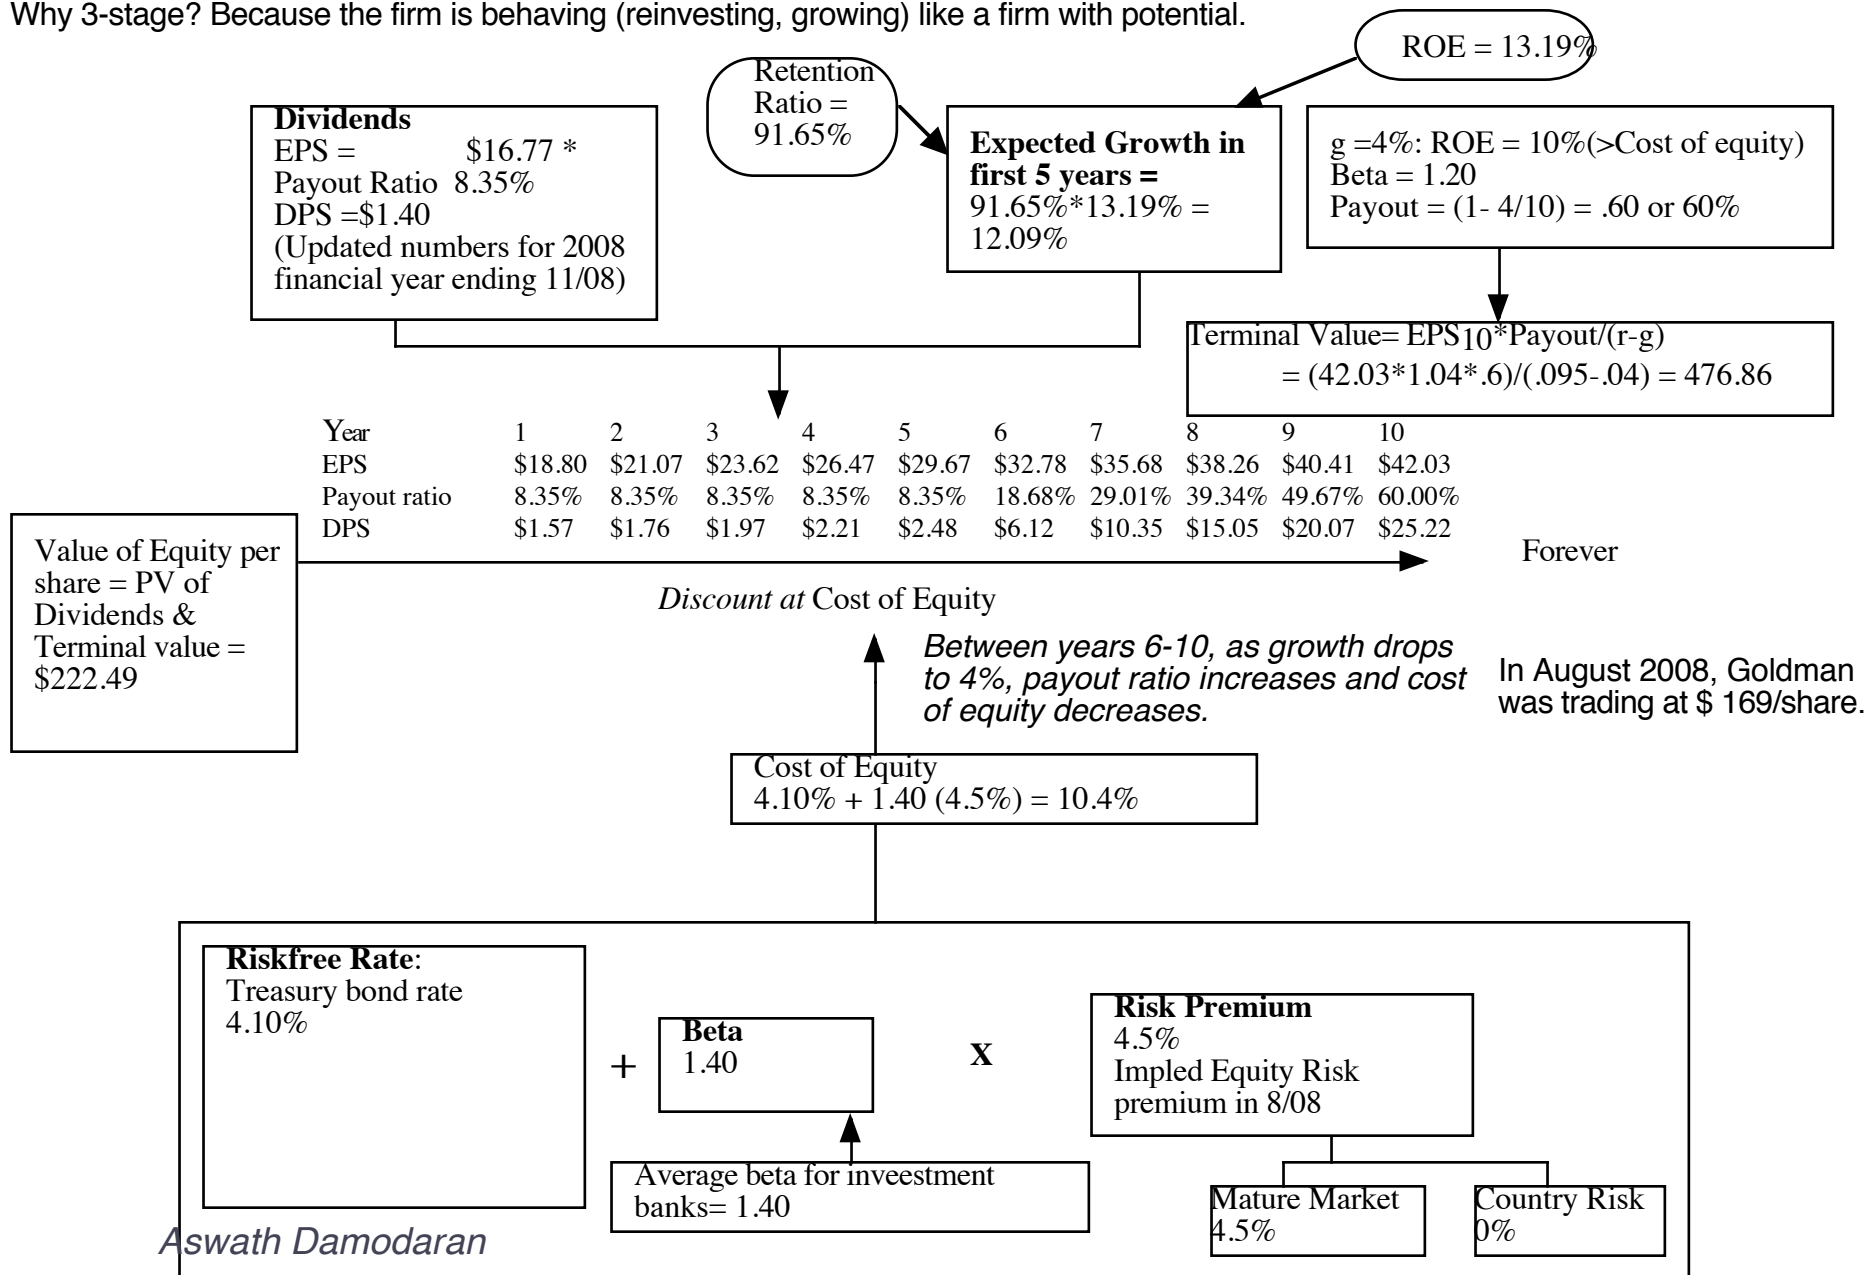 Why 3-stage? Because the firm is behaving (reinvesting, growing) like a firm with potential.
ROE = 13.19%
Retention
Ratio =
91.65%
Dividends
EPS = $16.77 *
Payout Ratio 8.35%
DPS =$1.40
(Updated numbers for 2008
financial year ending 11/08)
Expected Growth in
first 5 years =
91.65%*13.19% =
12.09%
g =4%: ROE = 10%(>Cost of equity)
Beta = 1.20
Payout = (1- 4/10) = .60 or 60%
Terminal Value= EPS10*Payout/(r-g)
= (42.03*1.04*.6)/(.095-.04) = 476.86
Year 1 2 3 4 5 6 7 8 9 10
EPS $18.80 $21.07 $23.62 $26.47 $29.67 $32.78 $35.68 $38.26 $40.41 $42.03
Payout ratio 8.35% 8.35% 8.35% 8.35% 8.35% 18.68% 29.01% 39.34% 49.67% 60.00%
DPS $1.57 $1.76 $1.97 $2.21 $2.48 $6.12 $10.35 $15.05 $20.07 $25.22
Value of Equity per
share = PV of
Dividends &
Terminal value =
$222.49
Forever
Discount at Cost of Equity
Between years 6-10, as growth drops
to 4%, payout ratio increases and cost
of equity decreases.
In August 2008, Goldman
was trading at $ 169/share.
Cost of Equity
4.10% + 1.40 (4.5%) = 10.4%
Riskfree Rate:
Treasury bond rate
4.10%
+
Beta
1.40
X
Risk Premium
4.5%
Impled Equity Risk
premium in 8/08
Average beta for inveestment
banks= 1.40
Mature Market
4.5%
Country Risk
0%
Aswath Damodaran